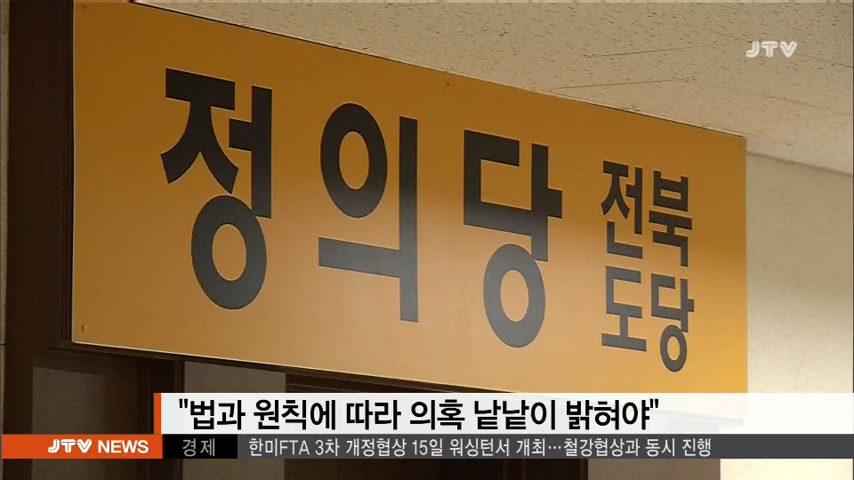 JTV
정의당 전북
도당
"법과 원칙에 따라 의혹 낱낱이 밝혀야"
JTV NEWS 경제 한미FTA 3차 개정협상 15일 워싱턴서 개최…철강협상과 동시 진행